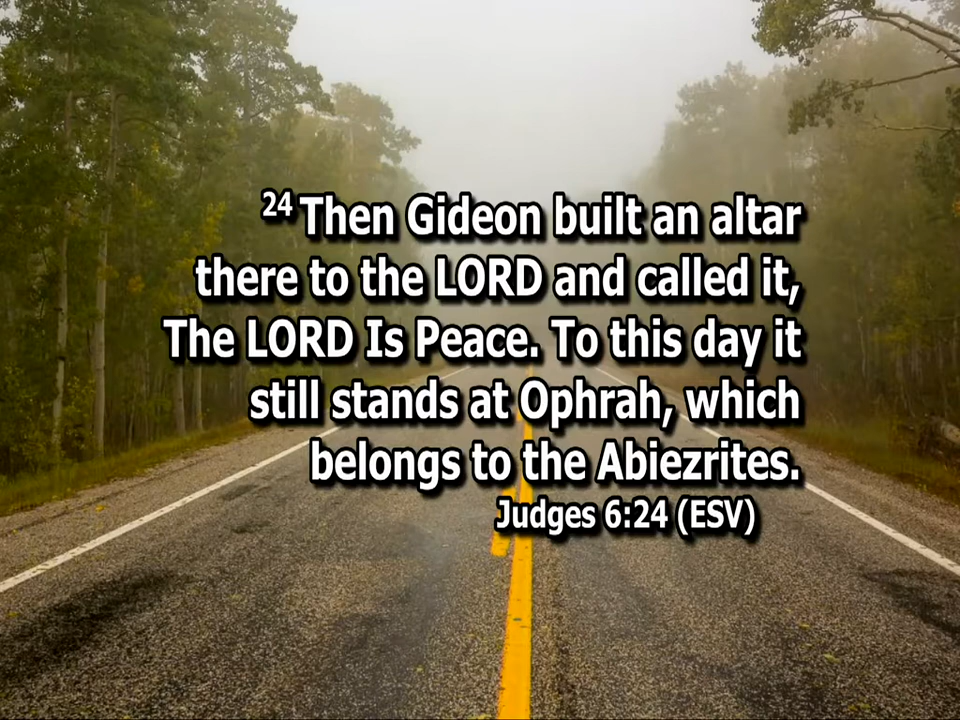 24 Then Gideon built an altar
there to the LORD and called it,
The LORD Is Peace. To this day it
still stands at Ophrah, which
belongs to the Abiezrites.
Judges 6:24 (ESV)